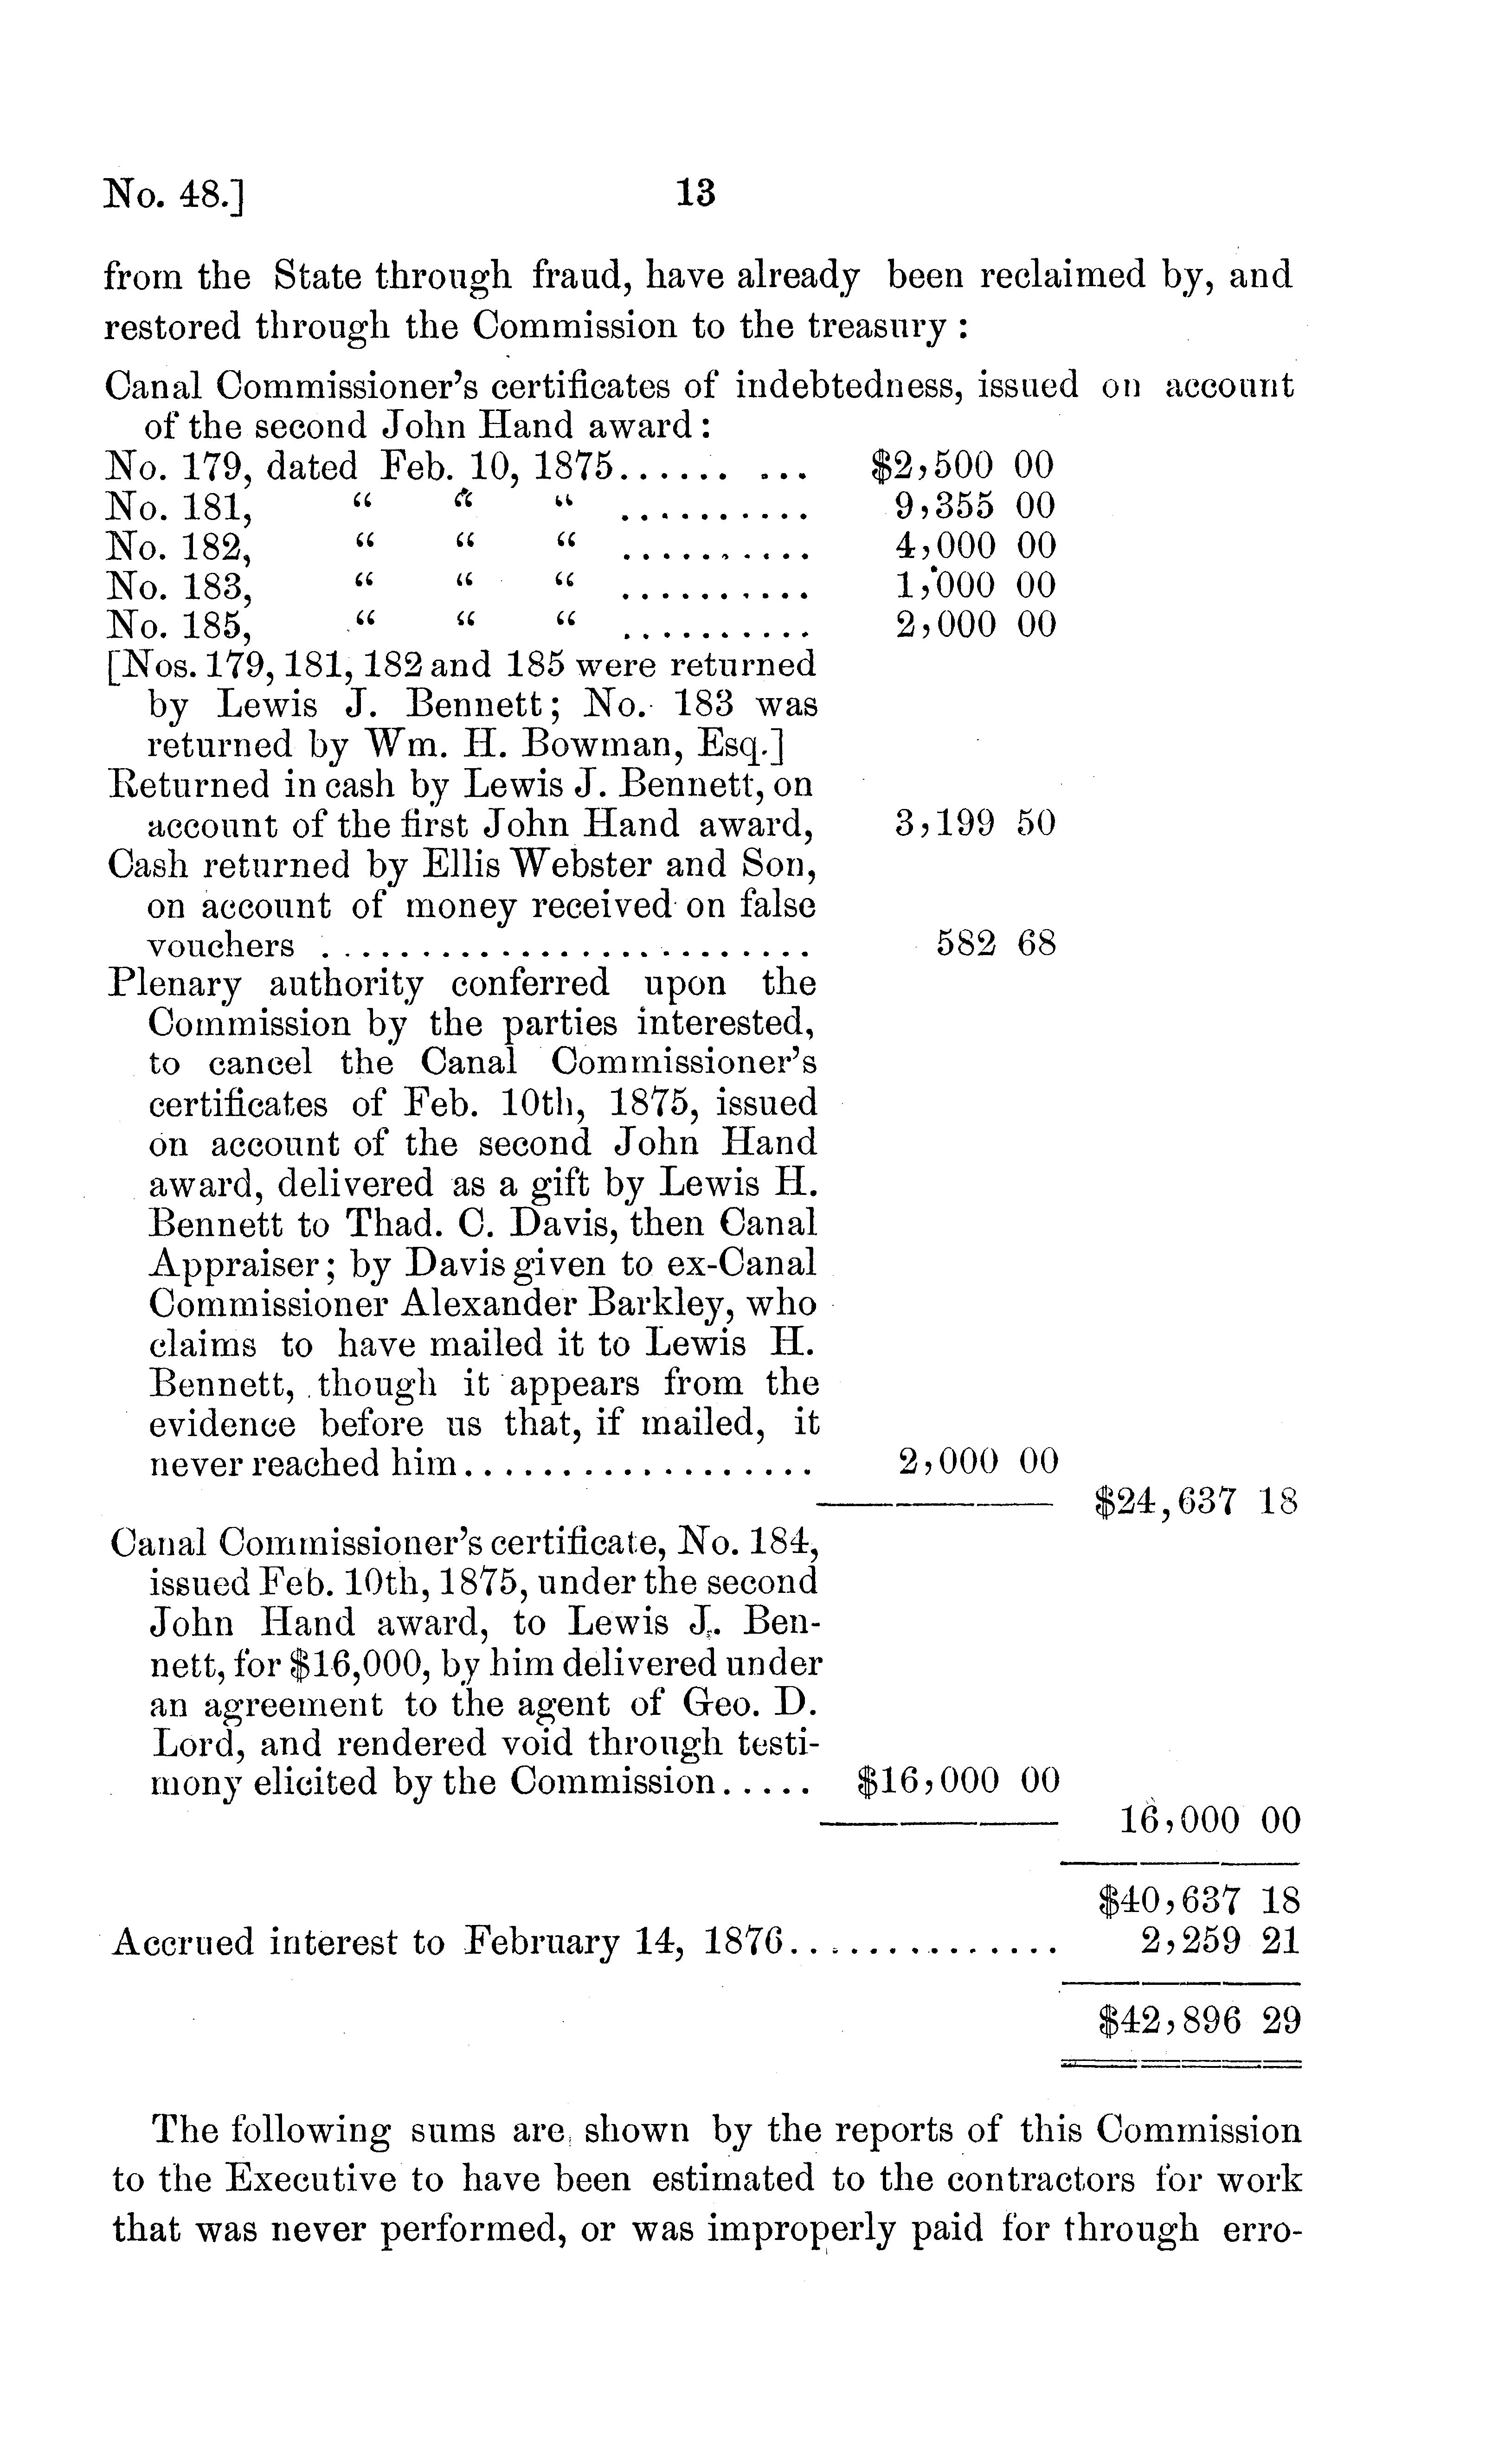 No. 48.] 13
from the State through fraud, have already been reclaimed by, and
restored through the Commission to the treasury :
Canal Commissioner's certificates of indebtedness, issued on account
of the second John Hand award :
No. 179, dated Feb. 10, 1875...... ... $2,500 00
No. 181, “ “ “ .......... 9,355 00
No. 182, “ “ “ .......... 4,000 00
No. 183, “ “ “ .......... 1,000 00
No. 185, “ “ “ .......... 2,000 00
[Nos. 179, 181, 182 and 185 were returned
by Lewis J. Bennett; No. 183 was
returned by Wm. H. Bowman, Esq.]
Returned in cash by Lewis J. Bennett, on
account of the first John Hand award, 3,199 50
Cash returned by Ellis Webster and Son,
on account of money received on false
vouchers ......................... 582 68
Plenary authority conferred upon the
Commission by the parties interested,
to cancel the Canal Commissioner's
certificates of Feb. 10th, 1875, issued
on account of the second John Hand
award, delivered as a gift by Lewis H.
Bennett to Thad. C. Davis, then Canal
Appraiser; by Davis given to ex-Canal
Commissioner Alexander Barkley, who
claims to have mailed it to Lewis H.
Bennett, though it appears from the
evidence before us that, if mailed, it
never reached him.................. 2,000 00
$24,637 18
Canal Commissioner's certificate, No. 184,
issued Feb. 10th, 1875, under the second
John Hand award, to Lewis J. Ben-
nett, for $16,000, by him delivered under
an agreement to the agent of Geo. D.
Lord, and rendered void through testi-
mony elicited by the Commission..... $16,000 00
16,000 00
$40,637 18
Accrued interest to February 14, 1876.............. 2,259 21
$42,896 29
The following sums are shown by the reports of this Commission
to the Executive to have been estimated to the contractors for work
that was never performed, or was improperly paid for through erro-